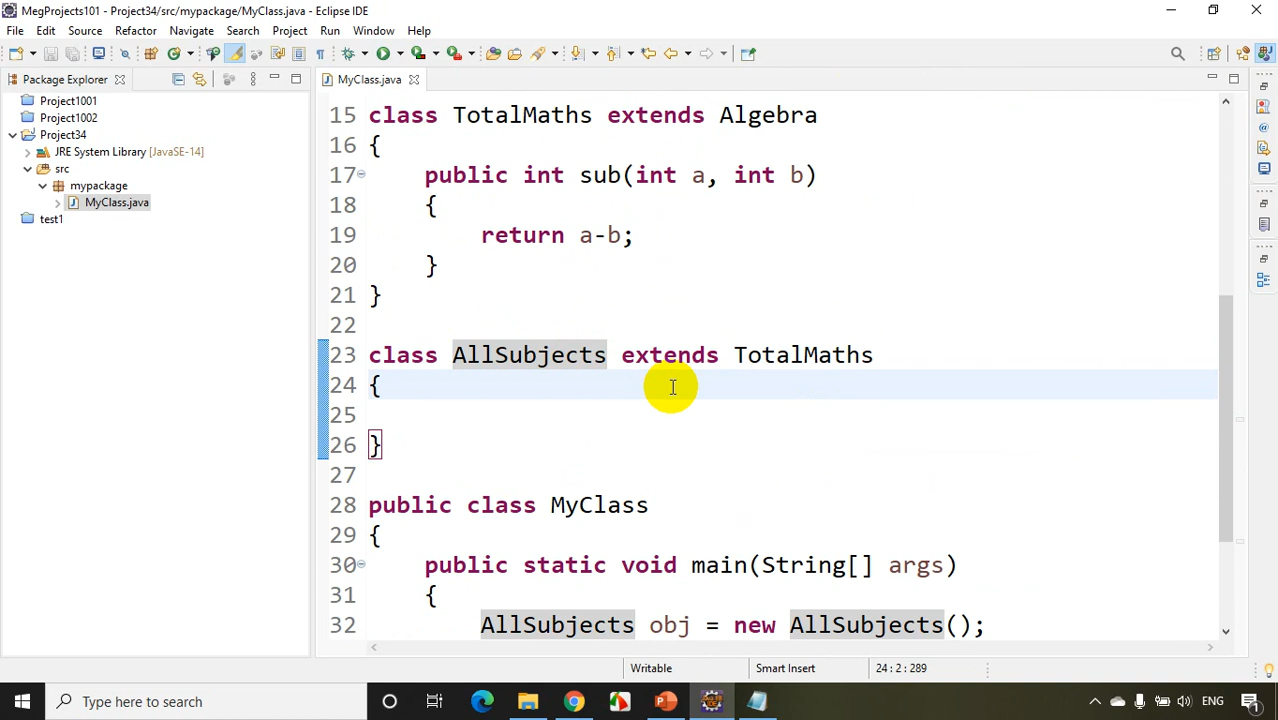 MegProjects101 - Project34/src/mypackage/MyClass.java - Eclipse IDE
File Edit Source Refactor Navigate Search Project Run Window Help
Package Explorer
MyClass.java
Project1001
Project1002
Project34
JRE System Library [JavaSE-14]
src
mypackage
MyClass.java
test1
15 class TotalMaths extends Algebra
16 {
17 public int sub(int a, int b)
18 {
19 return a-b;
20 }
21 }
22
23 class AllSubjects extends TotalMaths
24 {
25
26 }
27
28 public class MyClass
29 {
30 public static void main(String[] args)
31 {
32 AllSubjects obj = new AllSubjects();
Writable Smart Insert 24 : 2 : 289
Type here to search
ENG
1